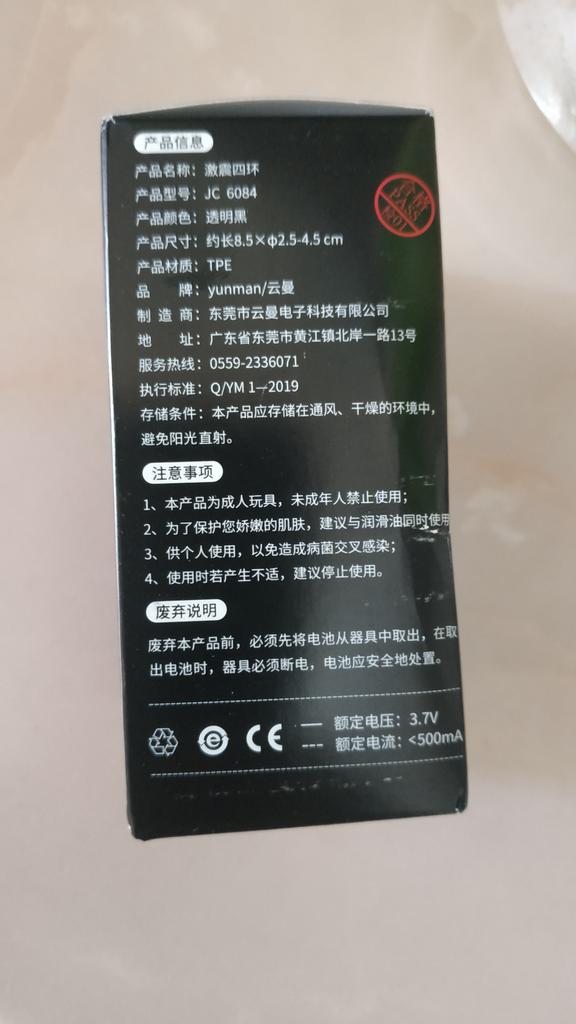 产品信息
产品名称：激震四环
产品型号：JC 6084
产品颜色：透明黑
产品尺寸：约长8.5×φ2.5-4.5 cm
产品材质：TPE
品 牌：yunman/云曼
制 造 商：东莞市云曼电子科技有限公司
地 址：广东省东莞市黄江镇北岸一路13号
服务热线：0559-2336071
执行标准：Q/YM 1—2019
存储条件：本产品应存储在通风、干燥的环境中，
避免阳光直射。
合格
PASS
注意事项
1、本产品为成人玩具，未成年人禁止使用；
2、为了保护您娇嫩的肌肤，建议与润滑油同时使用
3、供个人使用，以免造成病菌交叉感染；
4、使用时若产生不适，建议停止使用。
废弃说明
废弃本产品前，必须先将电池从器具中取出，在取
出电池时，器具必须断电，电池应安全地处置。
e CE — 额定电压：3.7V
--- 额定电流：<500mA